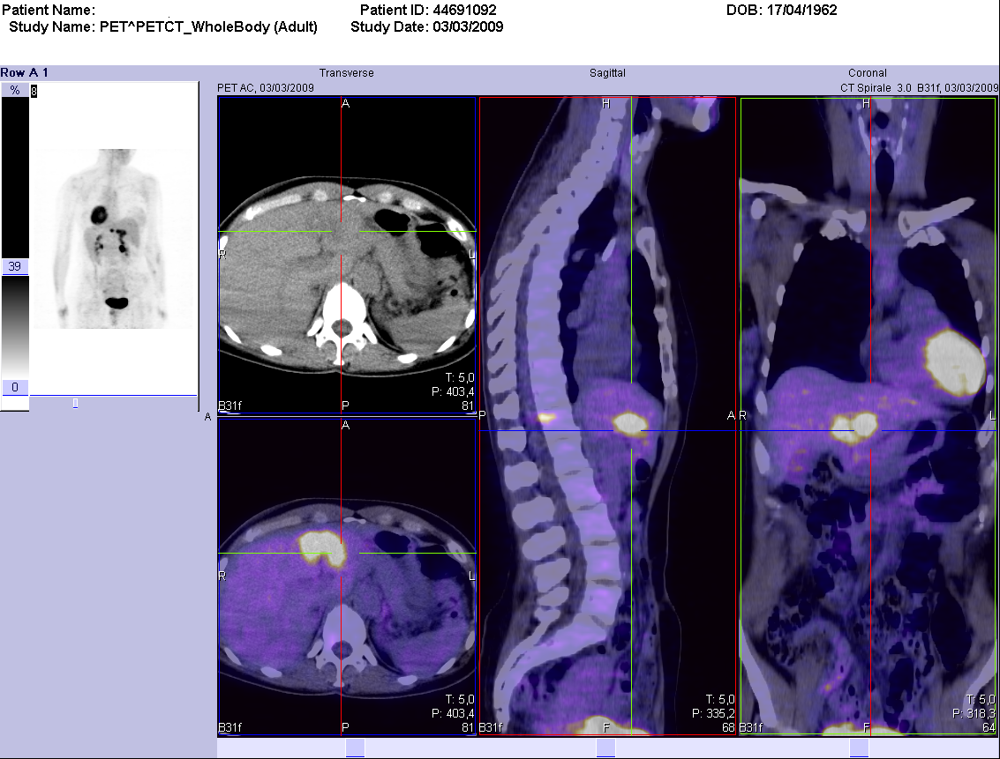 Patient Name:
Patient ID: 44691092
DOB: 17/04/1962
Study Name: PET^PETCT_WholeBody (Adult)
Study Date: 03/03/2009
Row A 1
Transverse
Sagittal
Coronal
%
8
PET AC, 03/03/2009
CT Spirale 3.0 B31f, 03/03/2009
39
0
A
R
L
T: 5,0
P: 403,4
B31f
P
81
A
A
R
L
T: 5,0
P: 403,4
B31f
P
81
H
P
A
T: 5,0
P: 335,2
B31f
F
68
H
R
L
T: 5,0
P: 318,3
B31f
F
64